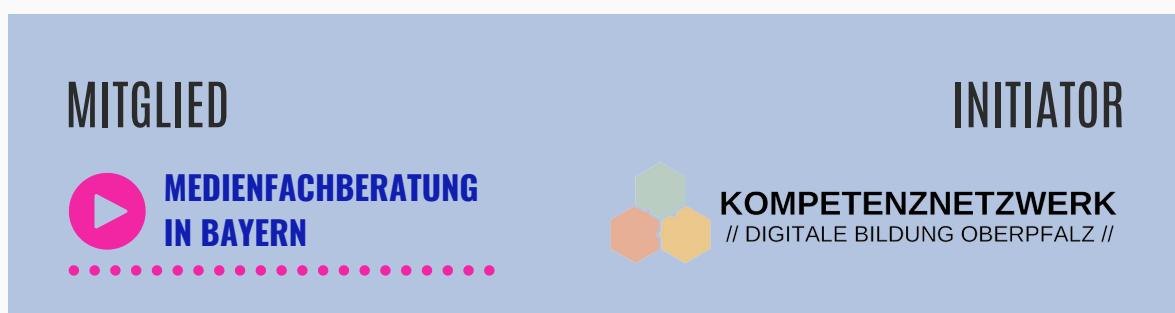 MITGLIED
MEDIENFACHBERATUNG
IN BAYERN
INITIATOR
KOMPETENZNETZWERK
// DIGITALE BILDUNG OBERPFALZ //